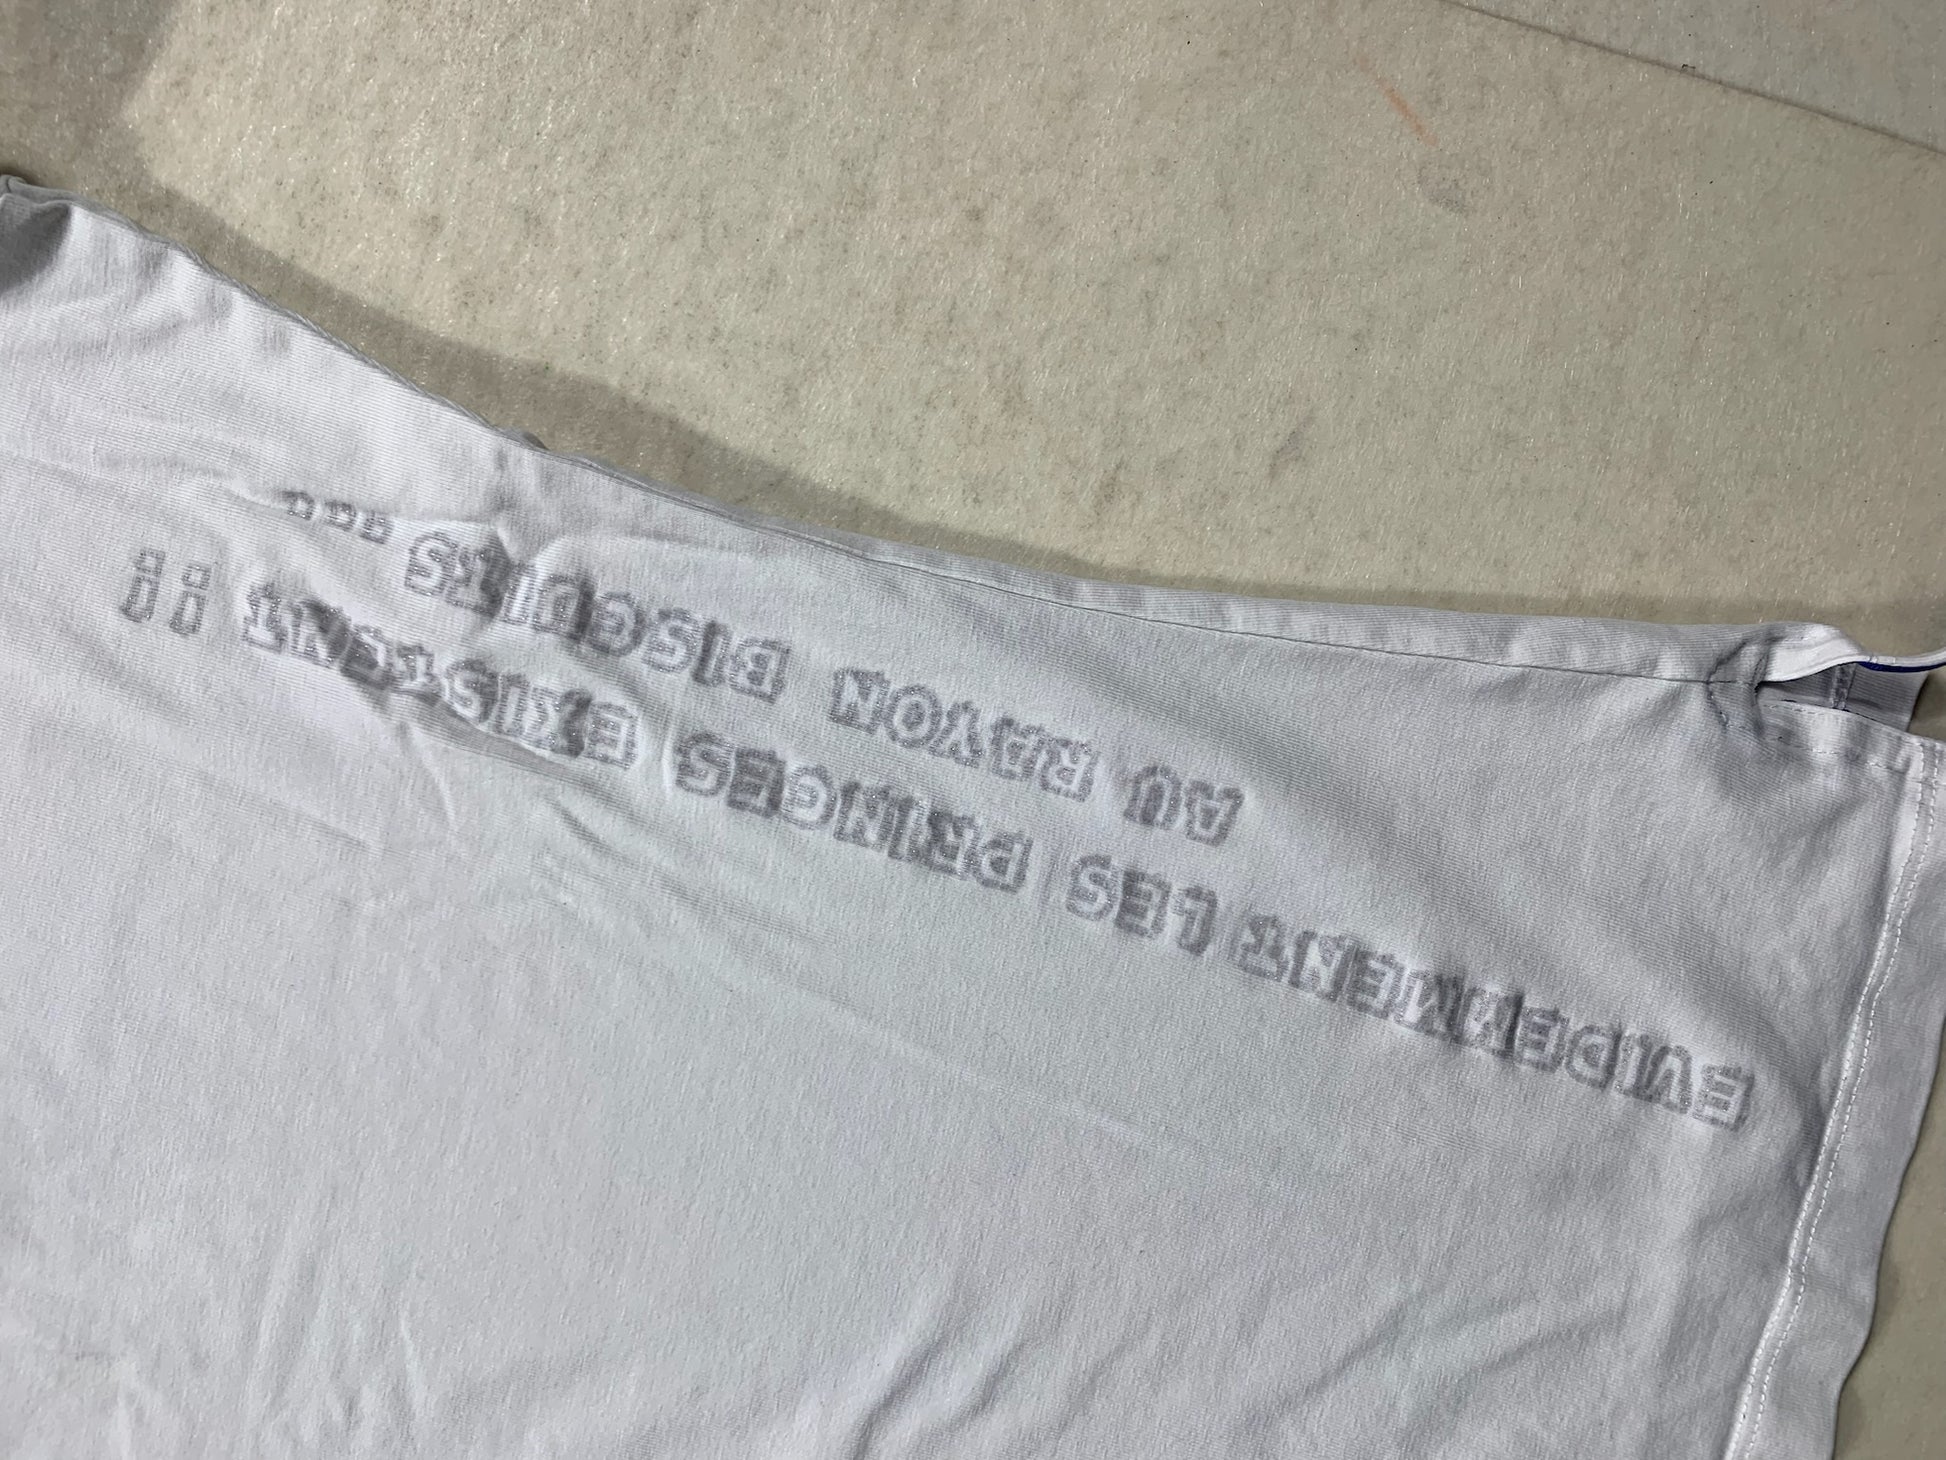 EVIDEMMENT LES PRINCES EXISTENT !!
AU RAYON BISCUITS ...